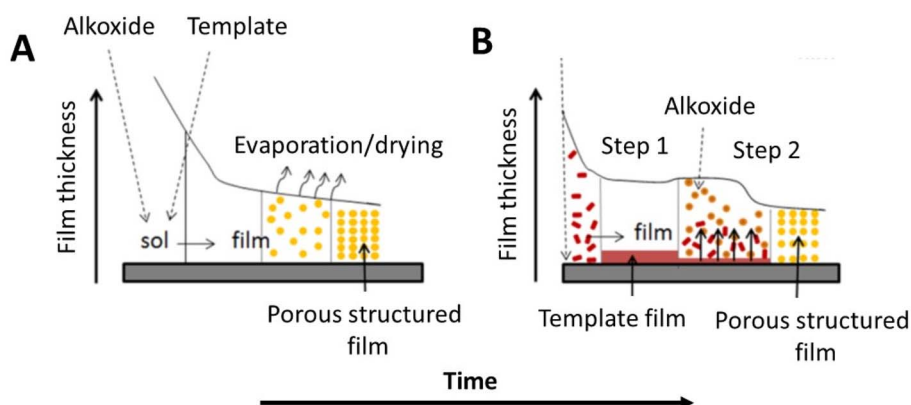 A
Alkoxide
Template
Film thickness
Evaporation/drying
sol
film
Porous structured
film
B
Film thickness
Alkoxide
Step 1
Step 2
film
Template film
Porous structured
film
Time